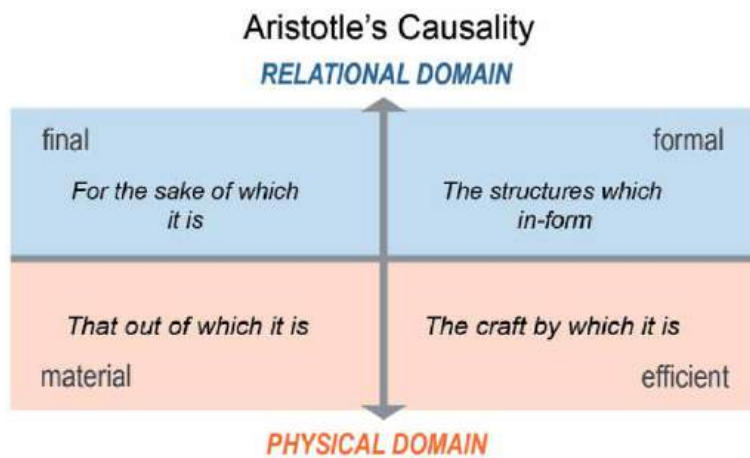 Aristotle's Causality
RELATIONAL DOMAIN
final
formal
For the sake of which
it is
The structures which
in-form
That out of which it is
The craft by which it is
material
efficient
PHYSICAL DOMAIN